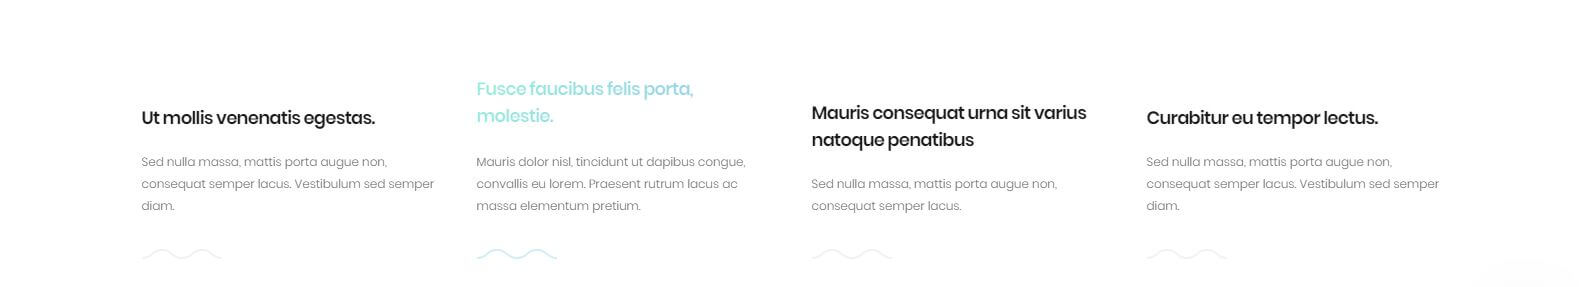 Ut mollis venenatis egestas.
Sed nulla massa, mattis porta augue non,
consequat semper lacus. Vestibulum sed semper
diam.
Fusce faucibus felis porta,
molestie.
Mauris dolor nisl, tincidunt ut dapibus congue,
convallis eu lorem. Praesent rutrum lacus ac
massa elementum pretium.
Mauris consequat urna sit varius
natoque penatibus
Sed nulla massa, mattis porta augue non,
consequat semper lacus.
Curabitur eu tempor lectus.
Sed nulla massa, mattis porta augue non,
consequat semper lacus. Vestibulum sed semper
diam.